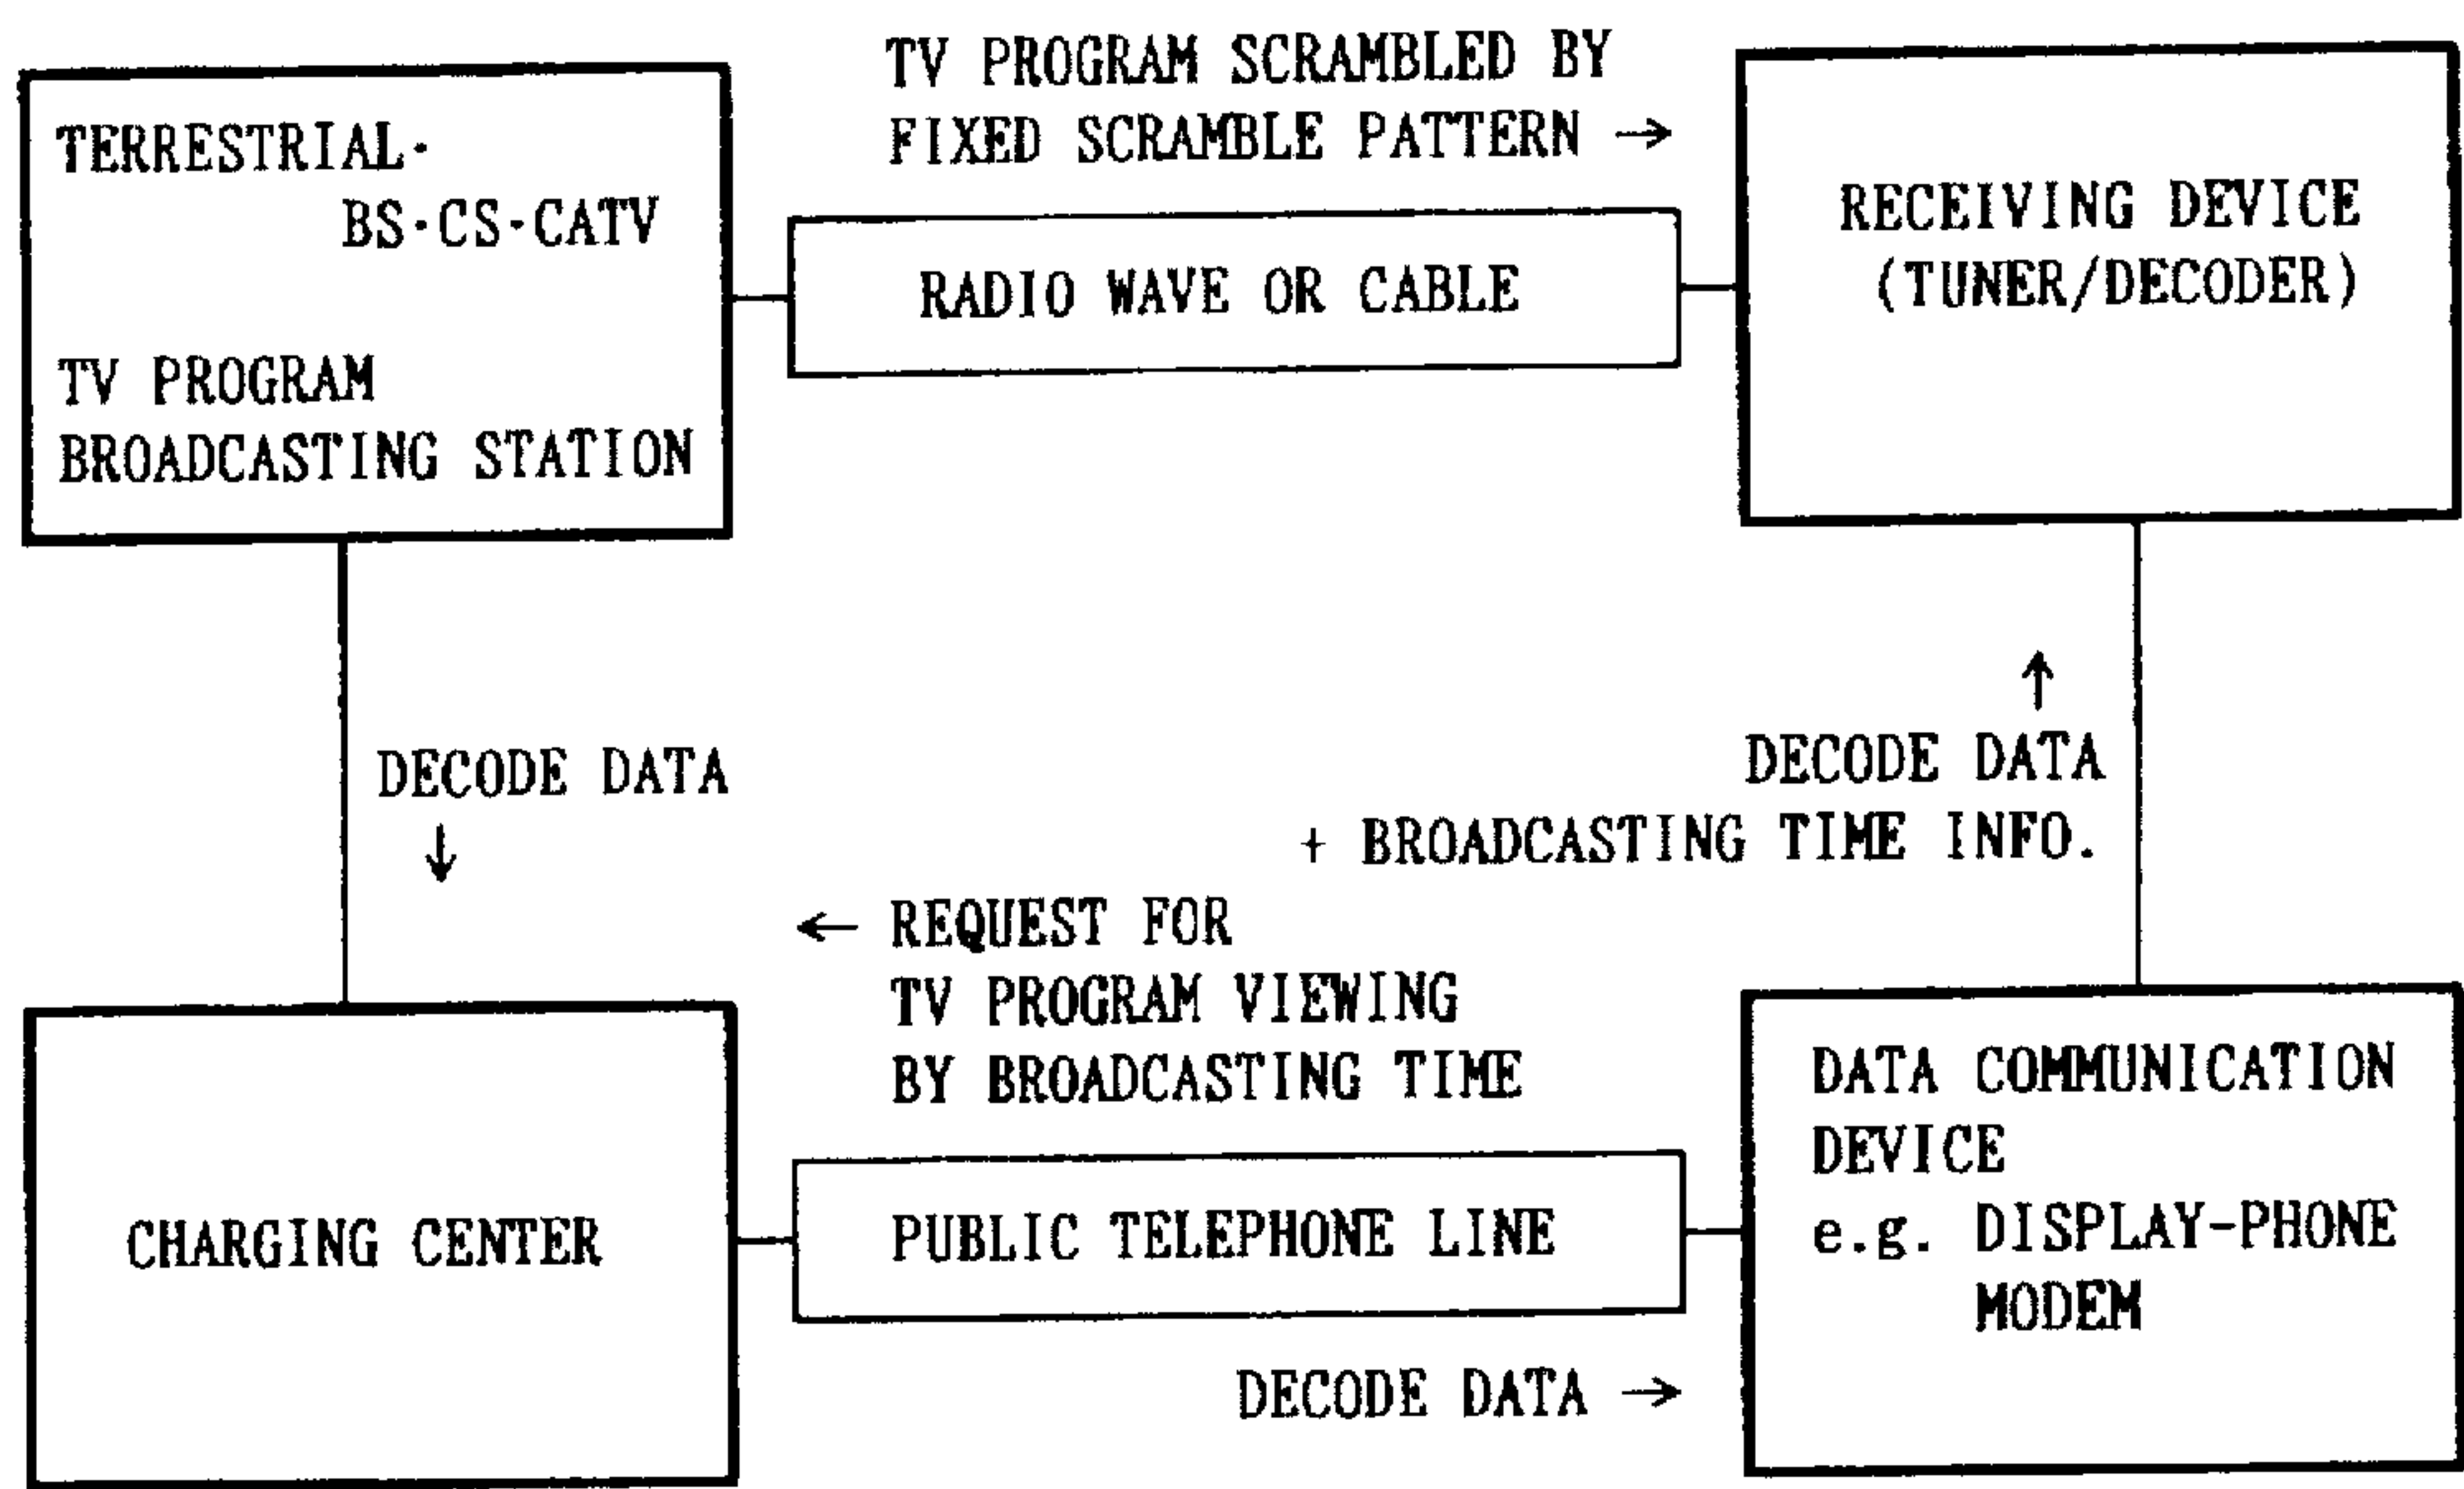 TERRESTRIAL·
BS·CS·CATV
TV PROGRAM
BROADCASTING STATION
TV PROGRAM SCRAMBLED BY
FIXED SCRAMBLE PATTERN →
RADIO WAVE OR CABLE
RECEIVING DEVICE
(TUNER/DECODER)
DECODE DATA
↓
↑
DECODE DATA
+ BROADCASTING TIME INFO.
← REQUEST FOR
TV PROGRAM VIEWING
BY BROADCASTING TIME
CHARGING CENTER
PUBLIC TELEPHONE LINE
DECODE DATA →
DATA COMMUNICATION
DEVICE
e.g. DISPLAY-PHONE
MODEM